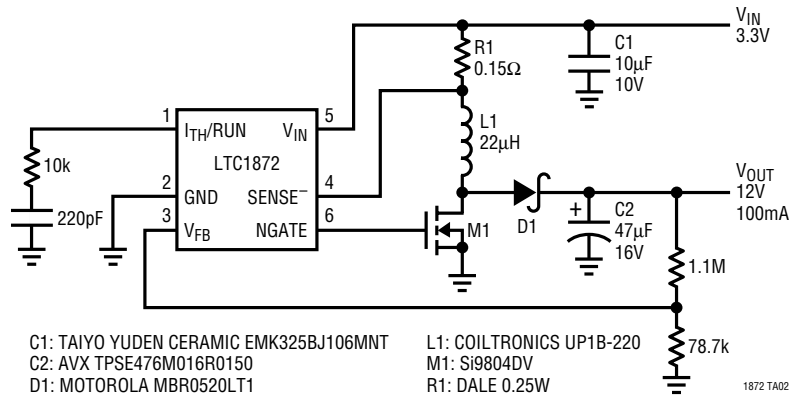 V_IN
3.3V
R1
0.15Ω
C1
10µF
10V
1
I_TH/RUN
V_IN
5
10k
LTC1872
L1
22µH
2
GND
SENSE⁻
4
V_OUT
12V
100mA
220pF
3
V_FB
NGATE
6
M1
D1
+
C2
47µF
16V
1.1M
78.7k
C1: TAIYO YUDEN CERAMIC EMK325BJ106MNT
C2: AVX TPSE476M016R0150
D1: MOTOROLA MBR0520LT1
L1: COILTRONICS UP1B-220
M1: Si9804DV
R1: DALE 0.25W
1872 TA02